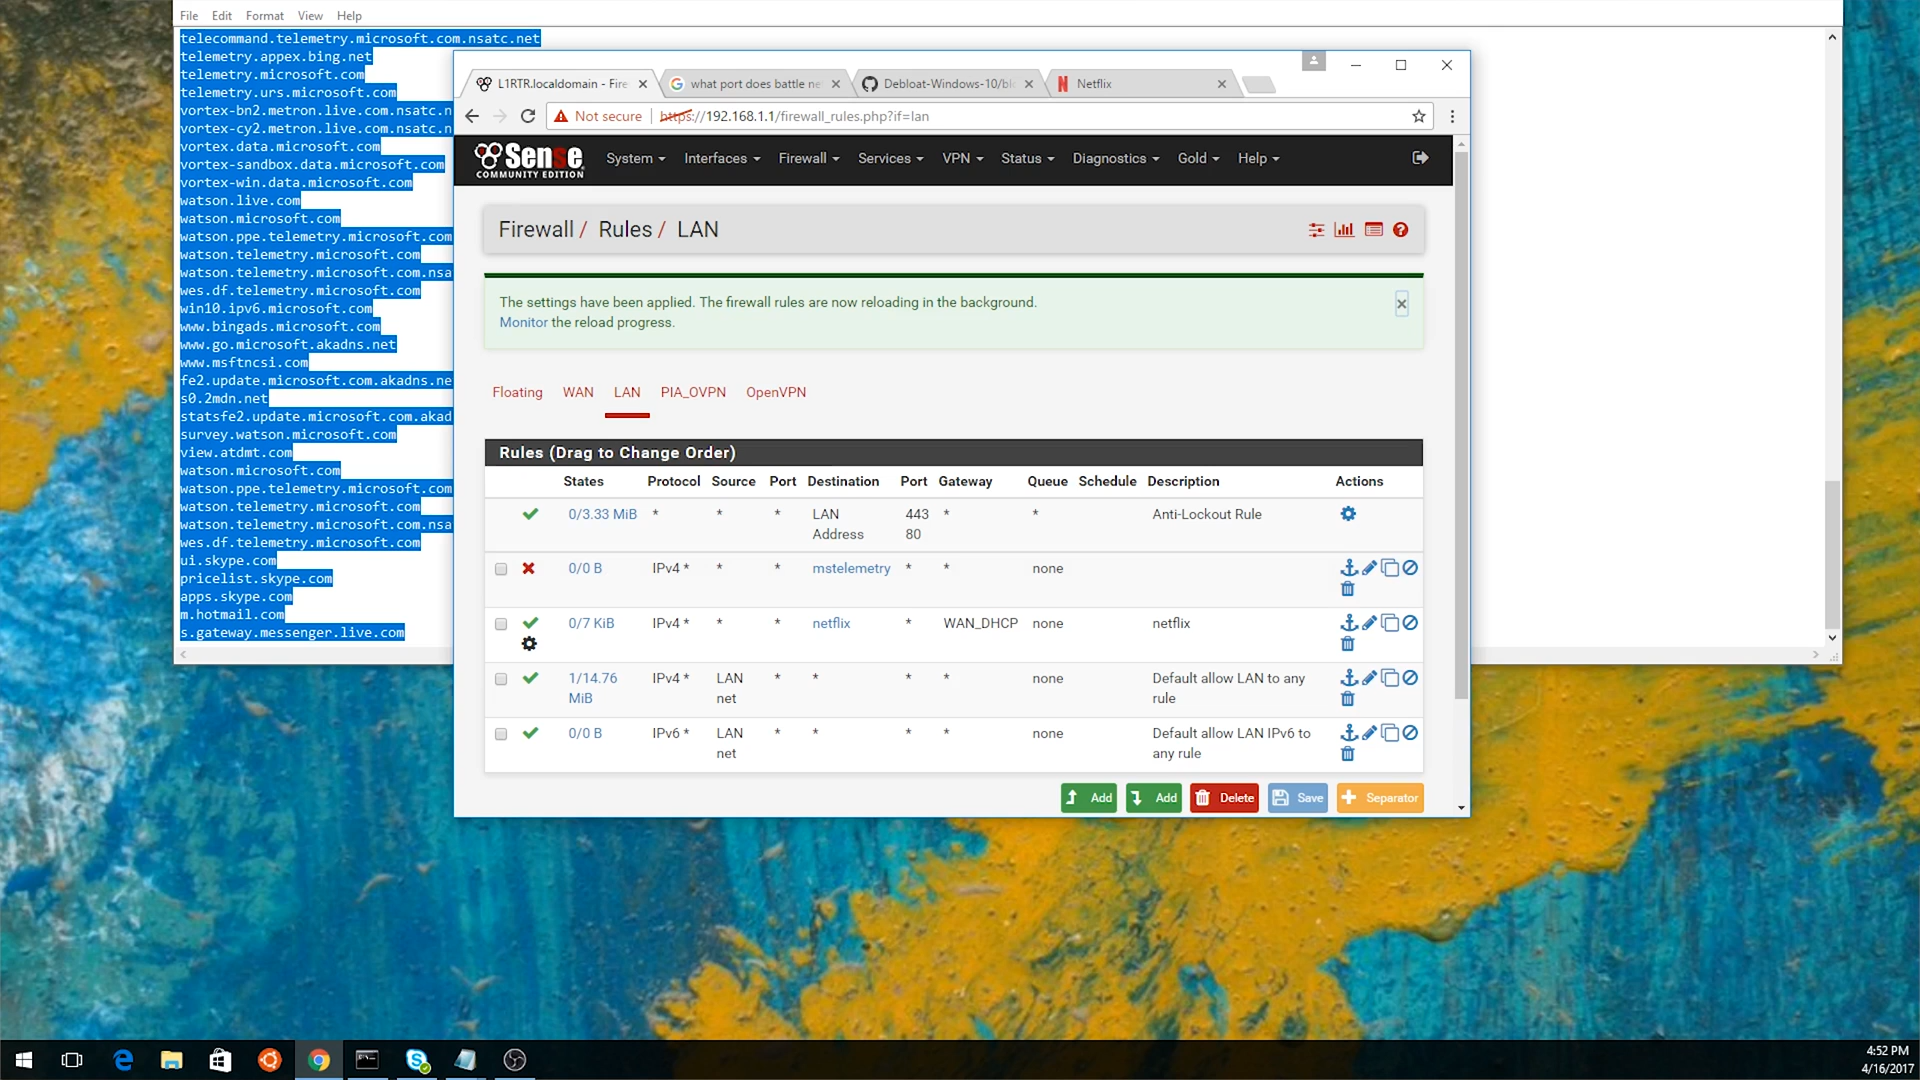 File Edit Format View Help
telecommand.telemetry.microsoft.com.nsatc.net
telemetry.appex.bing.net
telemetry.microsoft.com
telemetry.urs.microsoft.com
vortex-bn2.metron.live.com.nsatc.n
vortex-cy2.metron.live.com.nsatc.n
vortex.data.microsoft.com
vortex-sandbox.data.microsoft.com
vortex-win.data.microsoft.com
watson.live.com
watson.microsoft.com
watson.ppe.telemetry.microsoft.com
watson.telemetry.microsoft.com
watson.telemetry.microsoft.com.nsa
wes.df.telemetry.microsoft.com
win10.ipv6.microsoft.com
www.bingads.microsoft.com
www.go.microsoft.akadns.net
www.msftncsi.com
fe2.update.microsoft.com.akadns.ne
s0.2mdn.net
statsfe2.update.microsoft.com.akad
survey.watson.microsoft.com
view.atdmt.com
watson.microsoft.com
watson.ppe.telemetry.microsoft.com
watson.telemetry.microsoft.com
watson.telemetry.microsoft.com.nsa
wes.df.telemetry.microsoft.com
ui.skype.com
pricelist.skype.com
apps.skype.com
m.hotmail.com
s.gateway.messenger.live.com
L1RTR.localdomain - Fire what port does battle ne Debloat-Windows-10/bl Netflix
Not secure https://192.168.1.1/firewall_rules.php?if=lan
Sense COMMUNITY EDITION System Interfaces Firewall Services VPN Status Diagnostics Gold Help
Firewall / Rules / LAN
The settings have been applied. The firewall rules are now reloading in the background.
Monitor the reload progress.
Floating WAN LAN PIA_OVPN OpenVPN
Rules (Drag to Change Order)
States Protocol Source Port Destination Port Gateway Queue Schedule Description Actions
0/3.33 MiB * * * LAN Address 443 80 * * Anti-Lockout Rule
0/0 B IPv4 * * * mstelemetry * * none
0/7 KiB IPv4 * * * netflix * WAN_DHCP none netflix
1/14.76 MiB IPv4 * LAN net * * * * none Default allow LAN to any rule
0/0 B IPv6 * LAN net * * * * none Default allow LAN IPv6 to any rule
Add Add Delete Save Separator
4:52 PM
4/16/2017